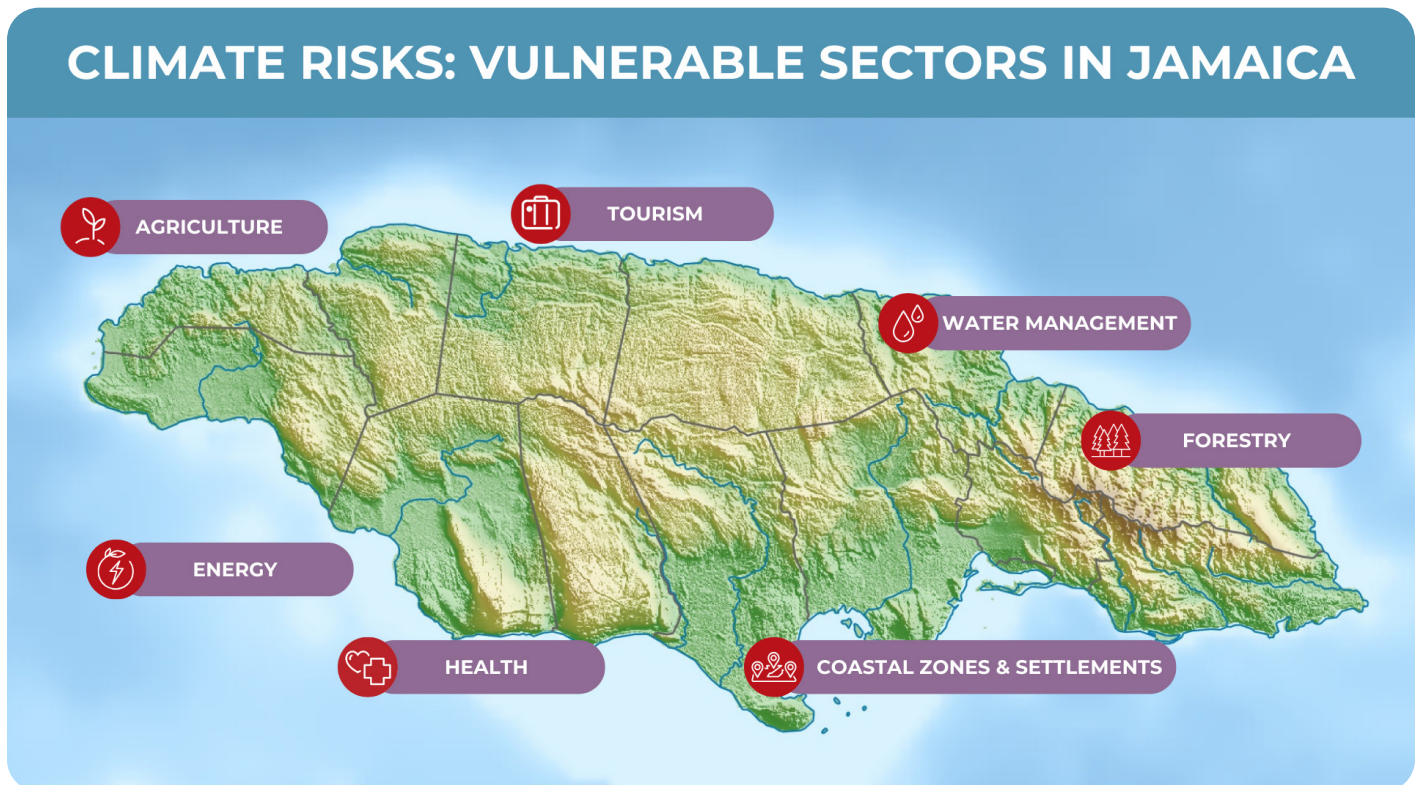 CLIMATE RISKS: VULNERABLE SECTORS IN JAMAICA
AGRICULTURE
TOURISM
WATER MANAGEMENT
FORESTRY
ENERGY
HEALTH
COASTAL ZONES & SETTLEMENTS